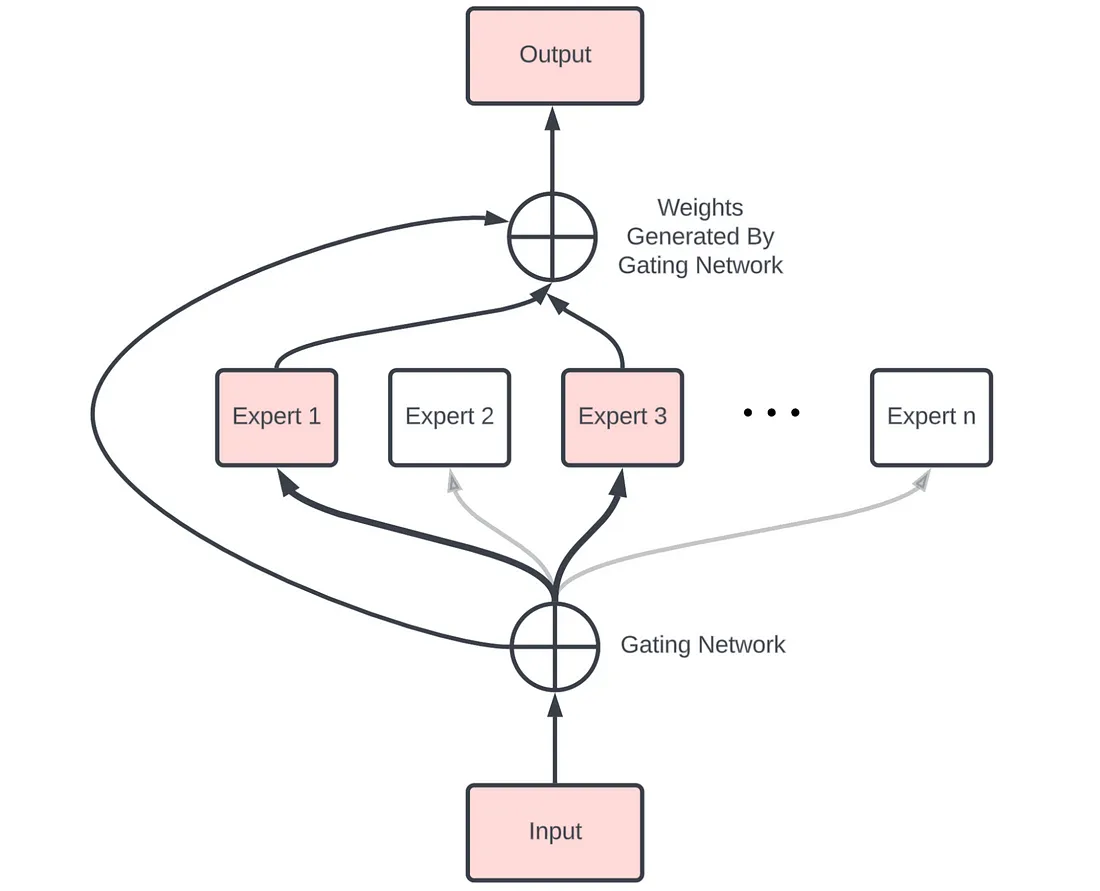 Output
Weights
Generated By
Gating Network
Expert 1
Expert 2
Expert 3
. . .
Expert n
Gating Network
Input